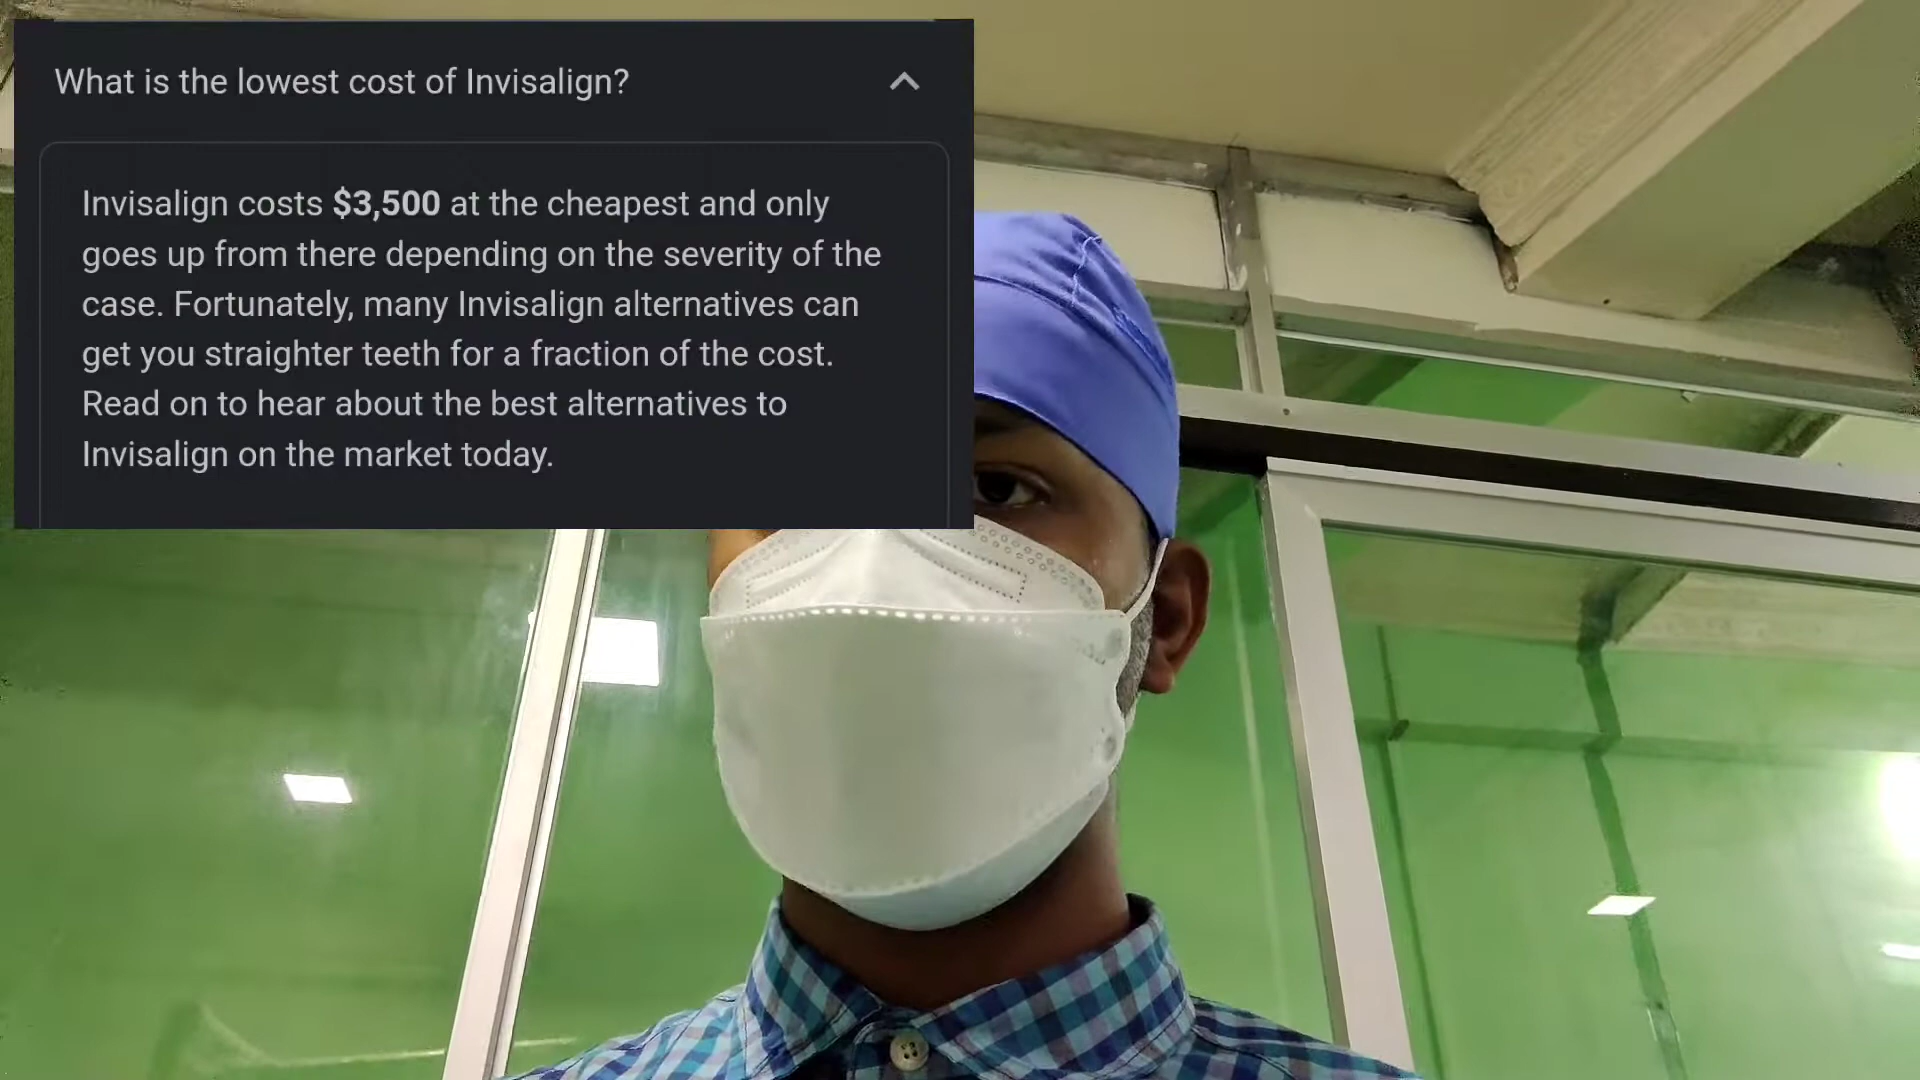 What is the lowest cost of Invisalign?
Invisalign costs $3,500 at the cheapest and only
goes up from there depending on the severity of the
case. Fortunately, many Invisalign alternatives can
get you straighter teeth for a fraction of the cost.
Read on to hear about the best alternatives to
Invisalign on the market today.